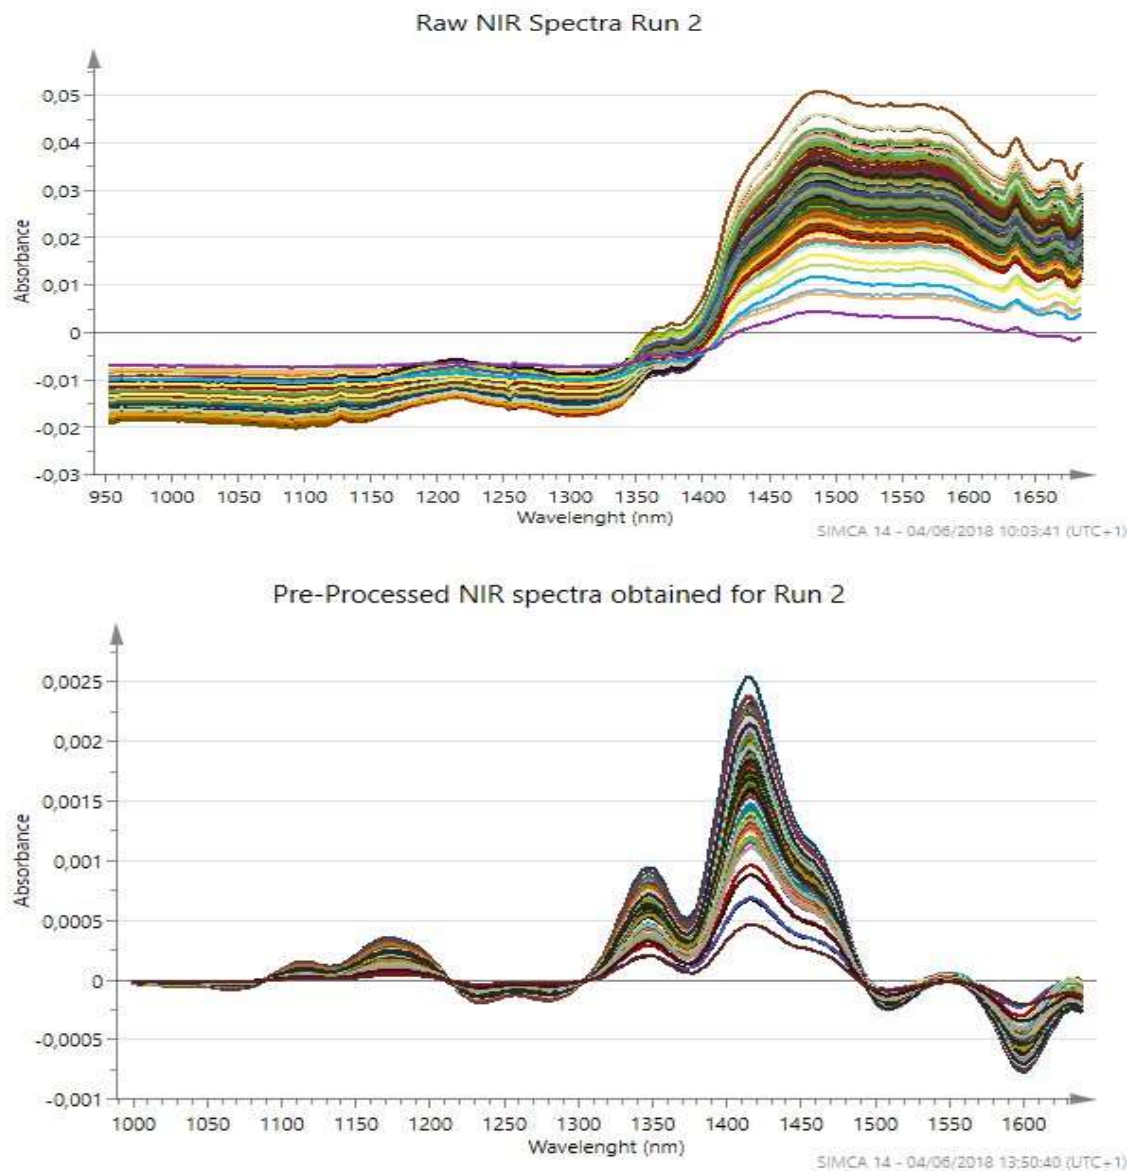 Raw NIR Spectra Run 2
0,05
0,04
0,03
0,02
0,01
0
-0,01
-0,02
-0,03
Absorbance
950 1000 1050 1100 1150 1200 1250 1300 1350 1400 1450 1500 1550 1600 1650
Wavelenght (nm)
SIMCA 14 - 04/06/2018 10:03:41 (UTC+1)
Pre-Processed NIR spectra obtained for Run 2
0,0025
0,002
0,0015
0,001
0,0005
0
-0,0005
-0,001
Absorbance
1000 1050 1100 1150 1200 1250 1300 1350 1400 1450 1500 1550 1600
Wavelenght (nm)
SIMCA 14 - 04/06/2018 13:50:40 (UTC+1)